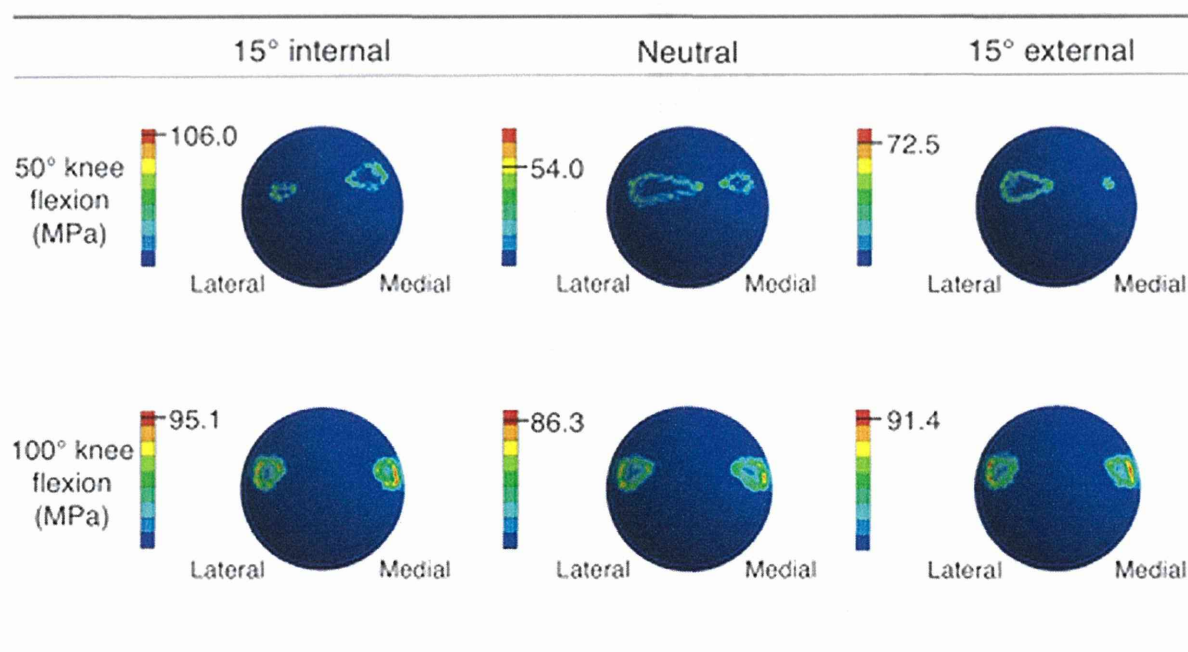 15° internal Neutral 15° external
50° knee
flexion
(MPa)
106.0 54.0 72.5
Lateral Medial Lateral Medial Lateral Medial
100° knee
flexion
(MPa)
95.1 86.3 91.4
Lateral Medial Lateral Medial Lateral Medial